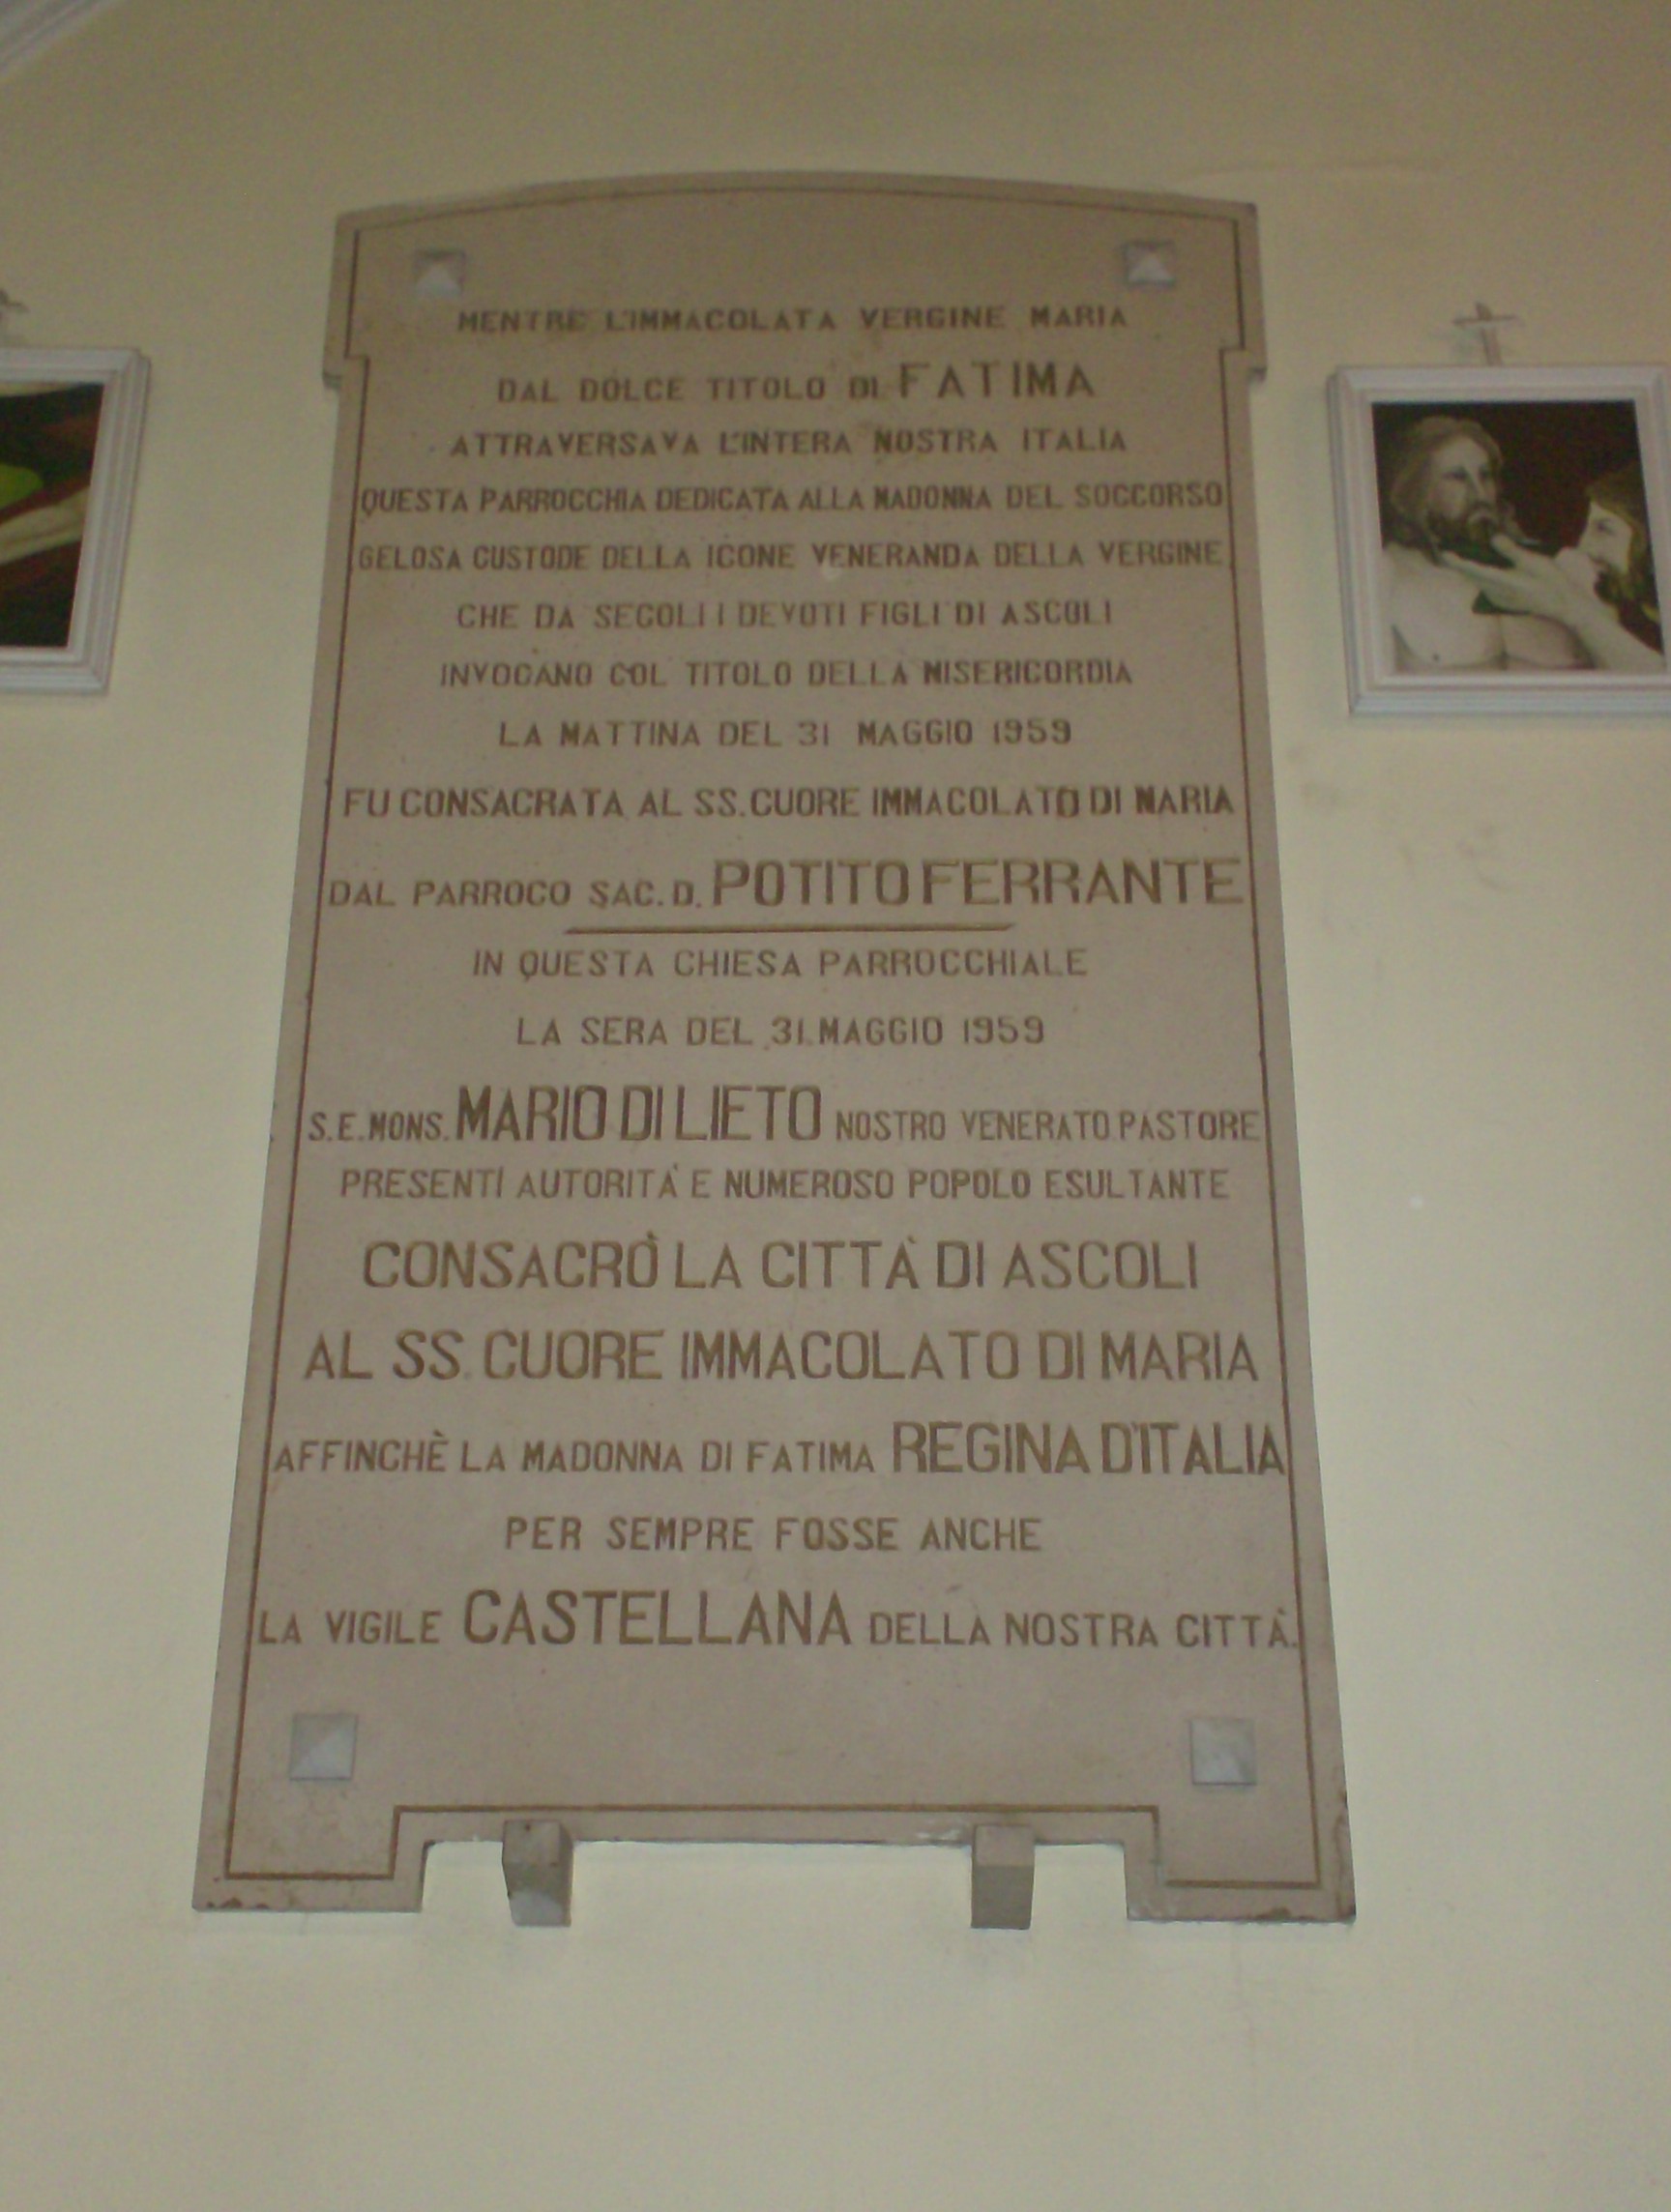 MENTRE L'IMMACOLATA VERGINE MARIA
DAL DOLCE TITOLO DI FATIMA
ATTRAVERSAVA L'INTERA NOSTRA ITALIA
QUESTA PARROCCHIA DEDICATA ALLA MADONNA DEL SOCCORSO
GELOSA CUSTODE DELLA ICONE VENERANDA DELLA VERGINE
CHE DA SECOLI I DEVOTI FIGLI DI ASCOLI
INVOCANO COL TITOLO DELLA MISERICORDIA
LA MATTINA DEL 31 MAGGIO 1959
FU CONSACRATA AL SS. CUORE IMMACOLATO DI MARIA
DAL PARROCO SAC. D. POTITO FERRANTE
IN QUESTA CHIESA PARROCCHIALE
LA SERA DEL 31 MAGGIO 1959
S.E. MONS. MARIO DI LIETO NOSTRO VENERATO PASTORE
PRESENTI AUTORITÀ E NUMEROSO POPOLO ESULTANTE
CONSACRÒ LA CITTÀ DI ASCOLI
AL SS. CUORE IMMACOLATO DI MARIA
AFFINCHÈ LA MADONNA DI FATIMA REGINA D'ITALIA
PER SEMPRE FOSSE ANCHE
LA VIGILE CASTELLANA DELLA NOSTRA CITTÀ.